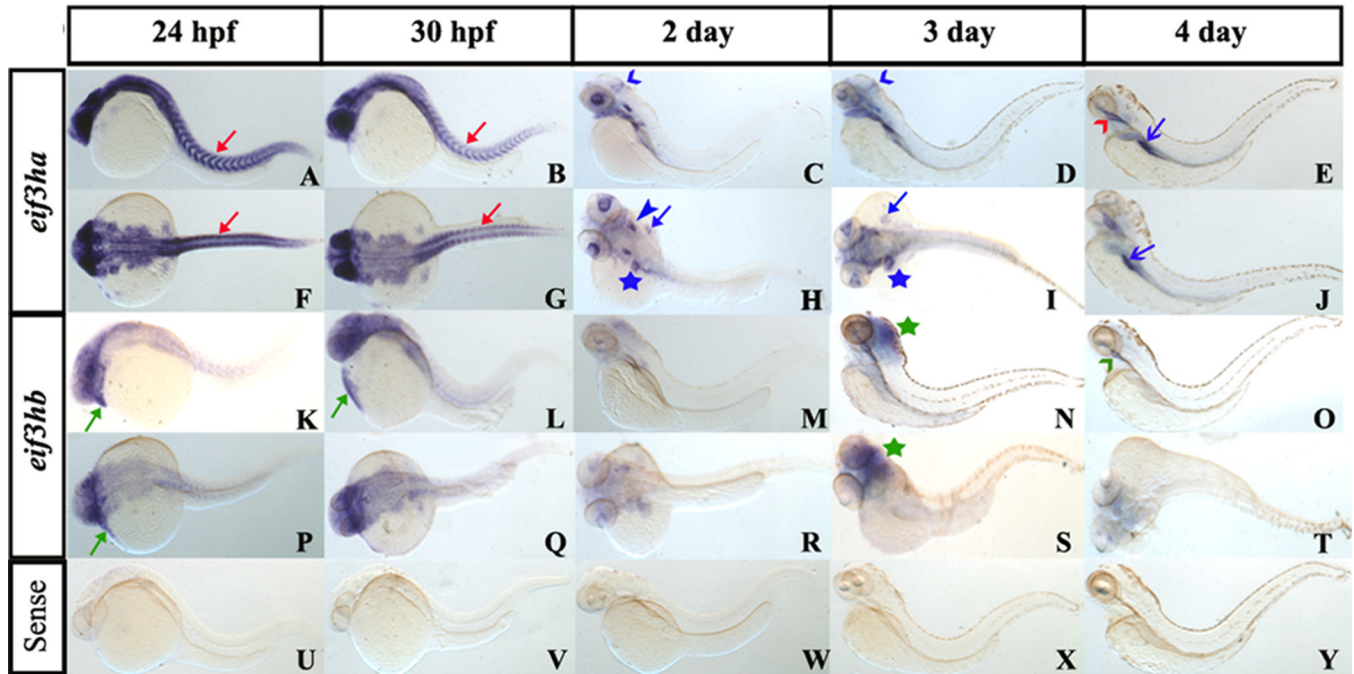 24 hpf 30 hpf 2 day 3 day 4 day
eif3ha
A B C D E
F G H I J
eif3hb
K L M N O
P Q R S T
Sense
U V W X Y